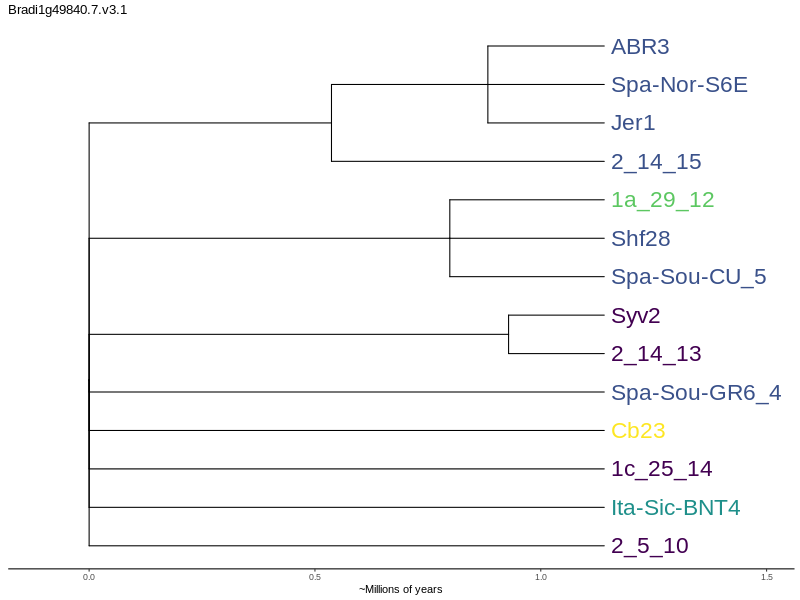 Bradi1g49840.7.v3.1
ABR3
Spa-Nor-S6E
Jer1
2_14_15
1a_29_12
Shf28
Spa-Sou-CU_5
Syv2
2_14_13
Spa-Sou-GR6_4
Cb23
1c_25_14
Ita-Sic-BNT4
2_5_10
0.0 0.5 1.0 1.5
~Millions of years